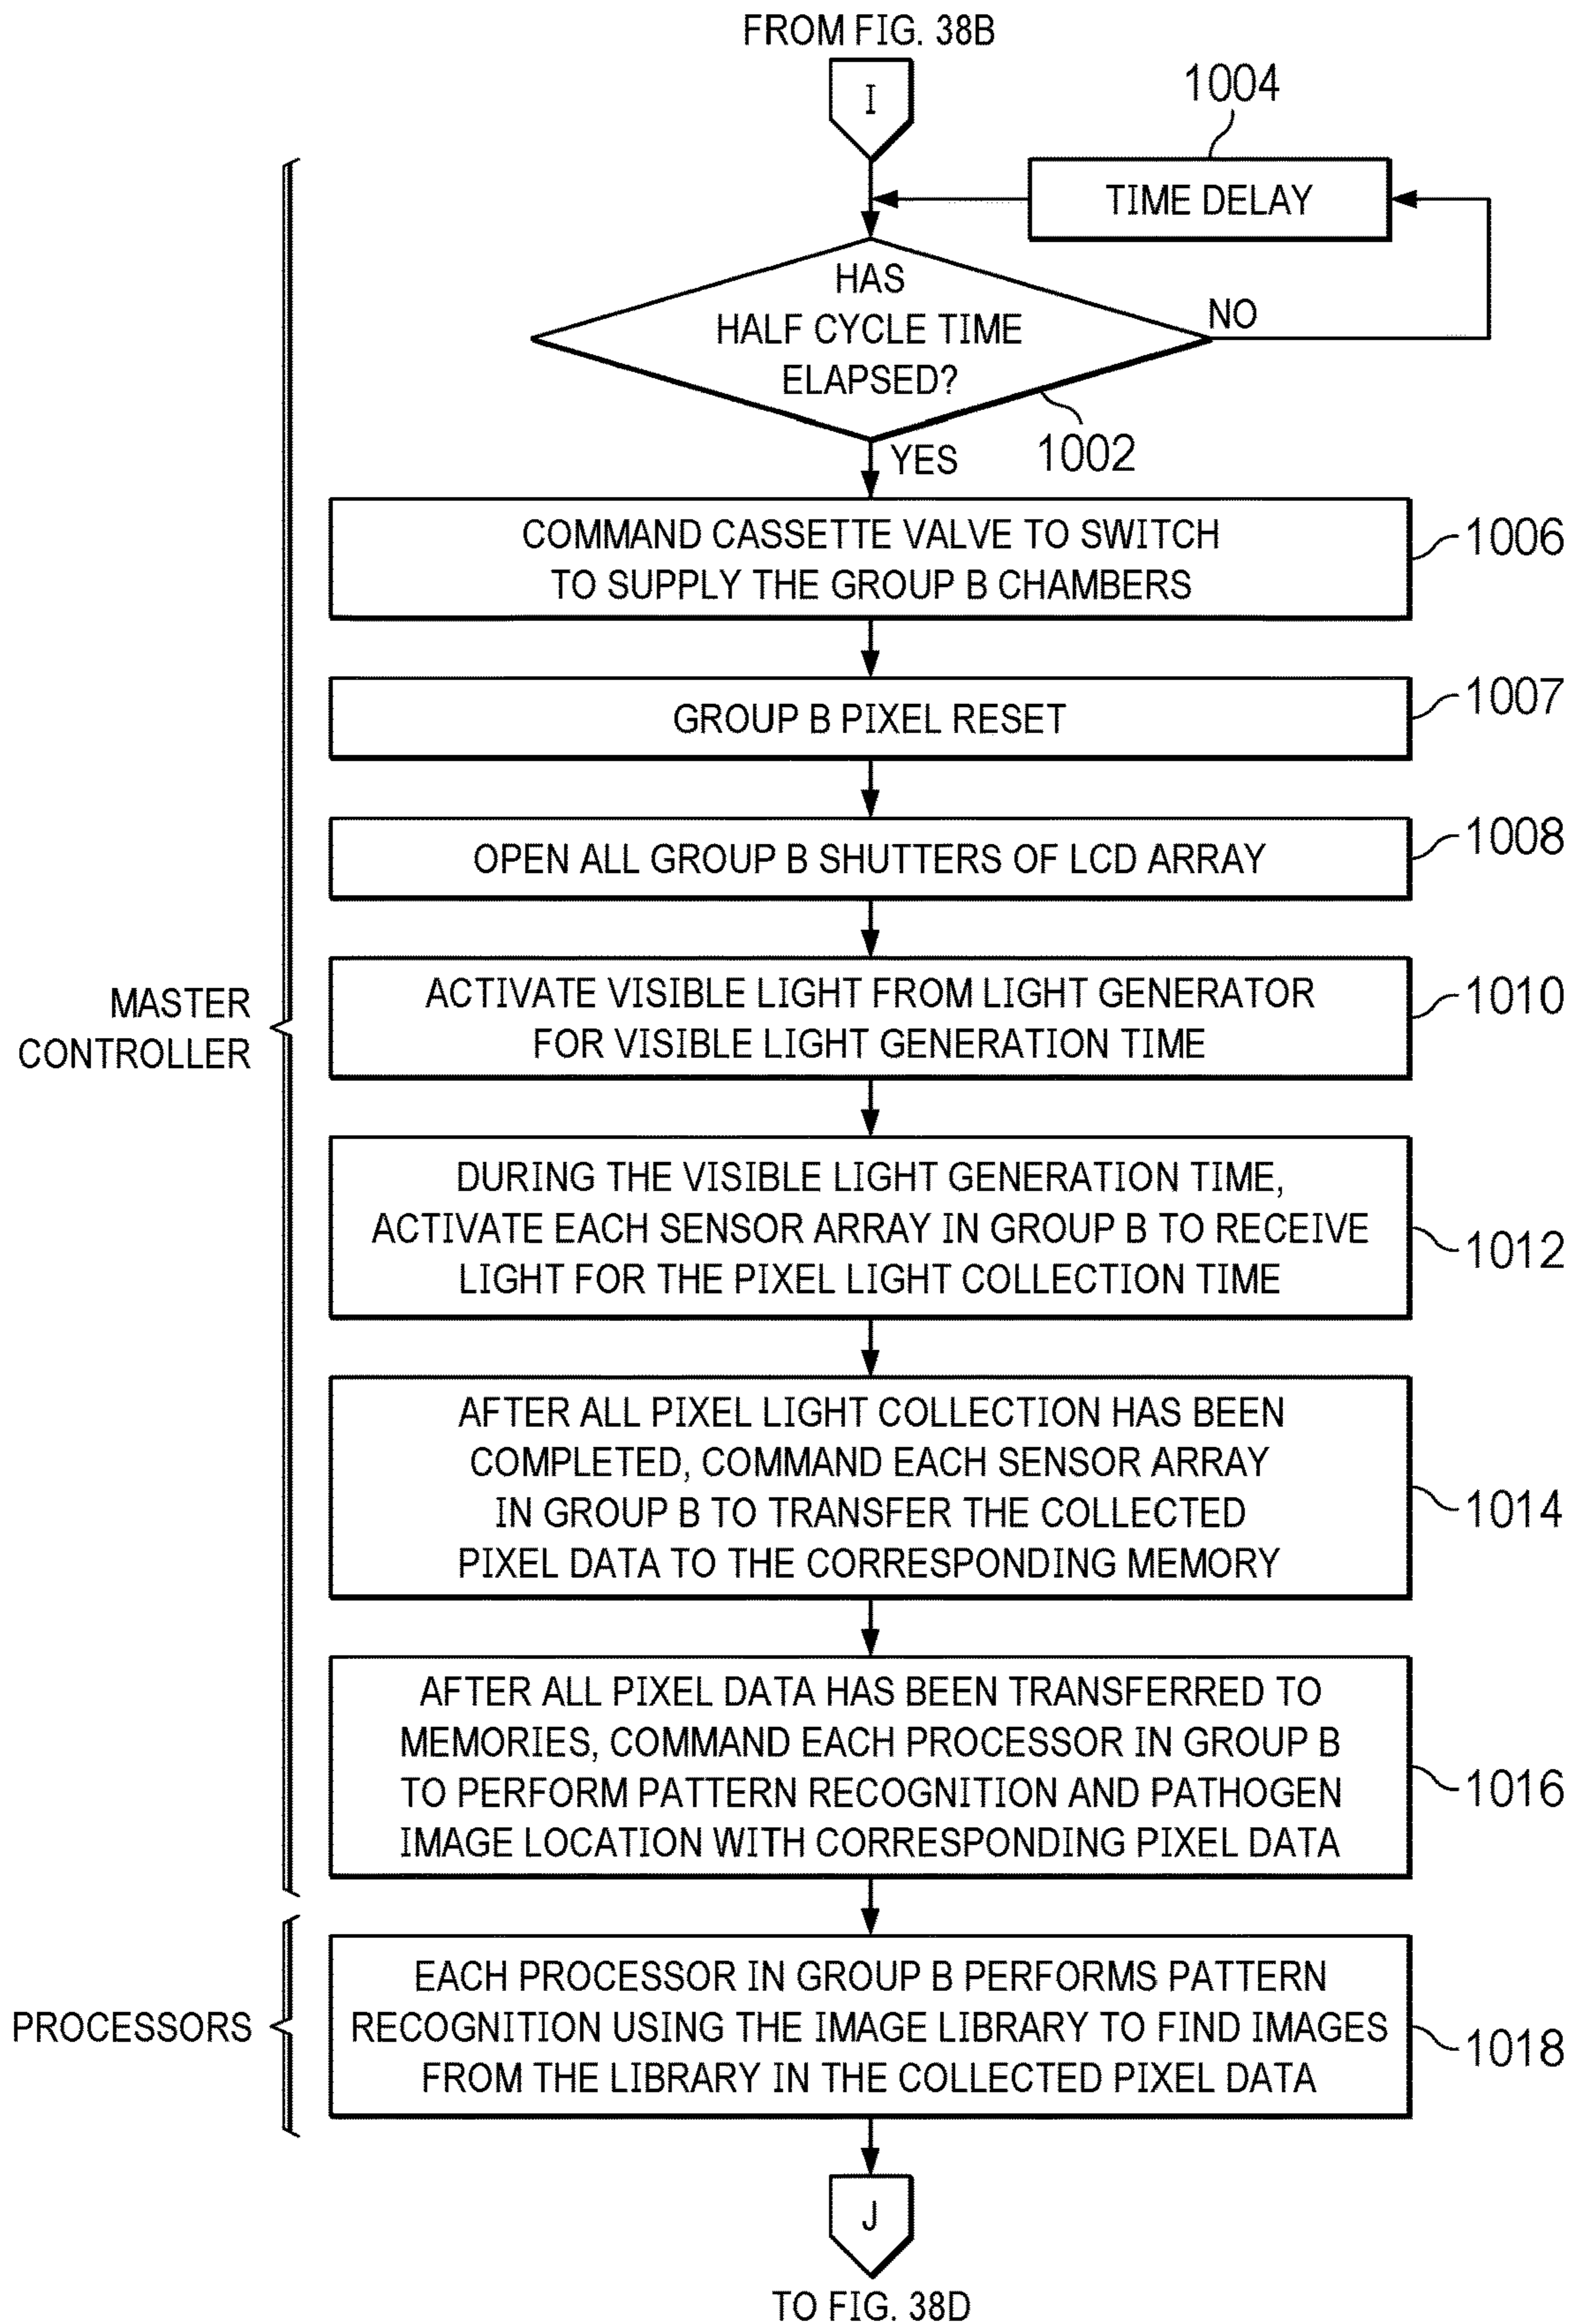 FROM FIG. 38B
I
1004
TIME DELAY
HAS
HALF CYCLE TIME
ELAPSED?
NO
1002
YES
COMMAND CASSETTE VALVE TO SWITCH
TO SUPPLY THE GROUP B CHAMBERS
1006
GROUP B PIXEL RESET
1007
OPEN ALL GROUP B SHUTTERS OF LCD ARRAY
1008
MASTER
CONTROLLER
ACTIVATE VISIBLE LIGHT FROM LIGHT GENERATOR
FOR VISIBLE LIGHT GENERATION TIME
1010
DURING THE VISIBLE LIGHT GENERATION TIME,
ACTIVATE EACH SENSOR ARRAY IN GROUP B TO RECEIVE
LIGHT FOR THE PIXEL LIGHT COLLECTION TIME
1012
AFTER ALL PIXEL LIGHT COLLECTION HAS BEEN
COMPLETED, COMMAND EACH SENSOR ARRAY
IN GROUP B TO TRANSFER THE COLLECTED
PIXEL DATA TO THE CORRESPONDING MEMORY
1014
AFTER ALL PIXEL DATA HAS BEEN TRANSFERRED TO
MEMORIES, COMMAND EACH PROCESSOR IN GROUP B
TO PERFORM PATTERN RECOGNITION AND PATHOGEN
IMAGE LOCATION WITH CORRESPONDING PIXEL DATA
1016
PROCESSORS
EACH PROCESSOR IN GROUP B PERFORMS PATTERN
RECOGNITION USING THE IMAGE LIBRARY TO FIND IMAGES
FROM THE LIBRARY IN THE COLLECTED PIXEL DATA
1018
J
TO FIG. 38D